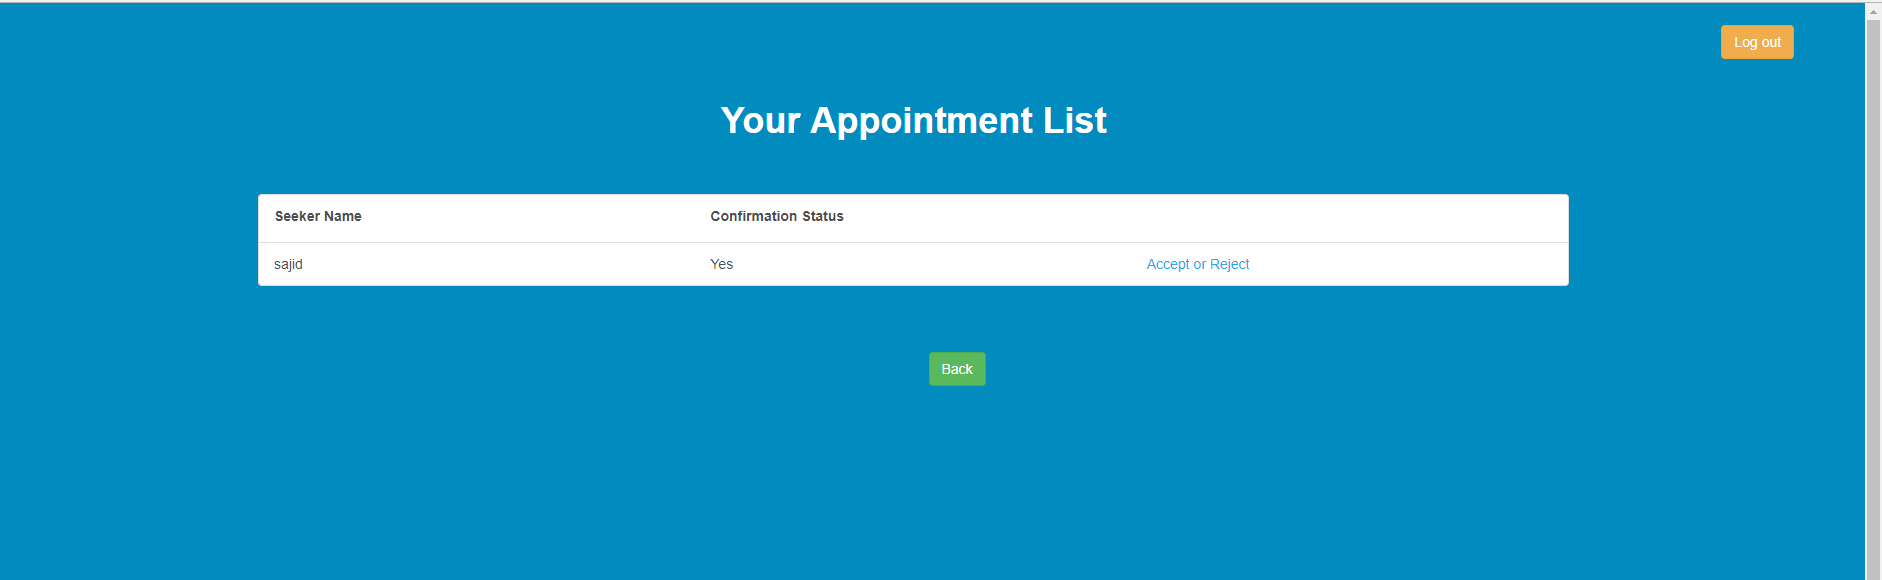 Log out
Your Appointment List
Seeker Name Confirmation Status
sajid Yes Accept or Reject
Back